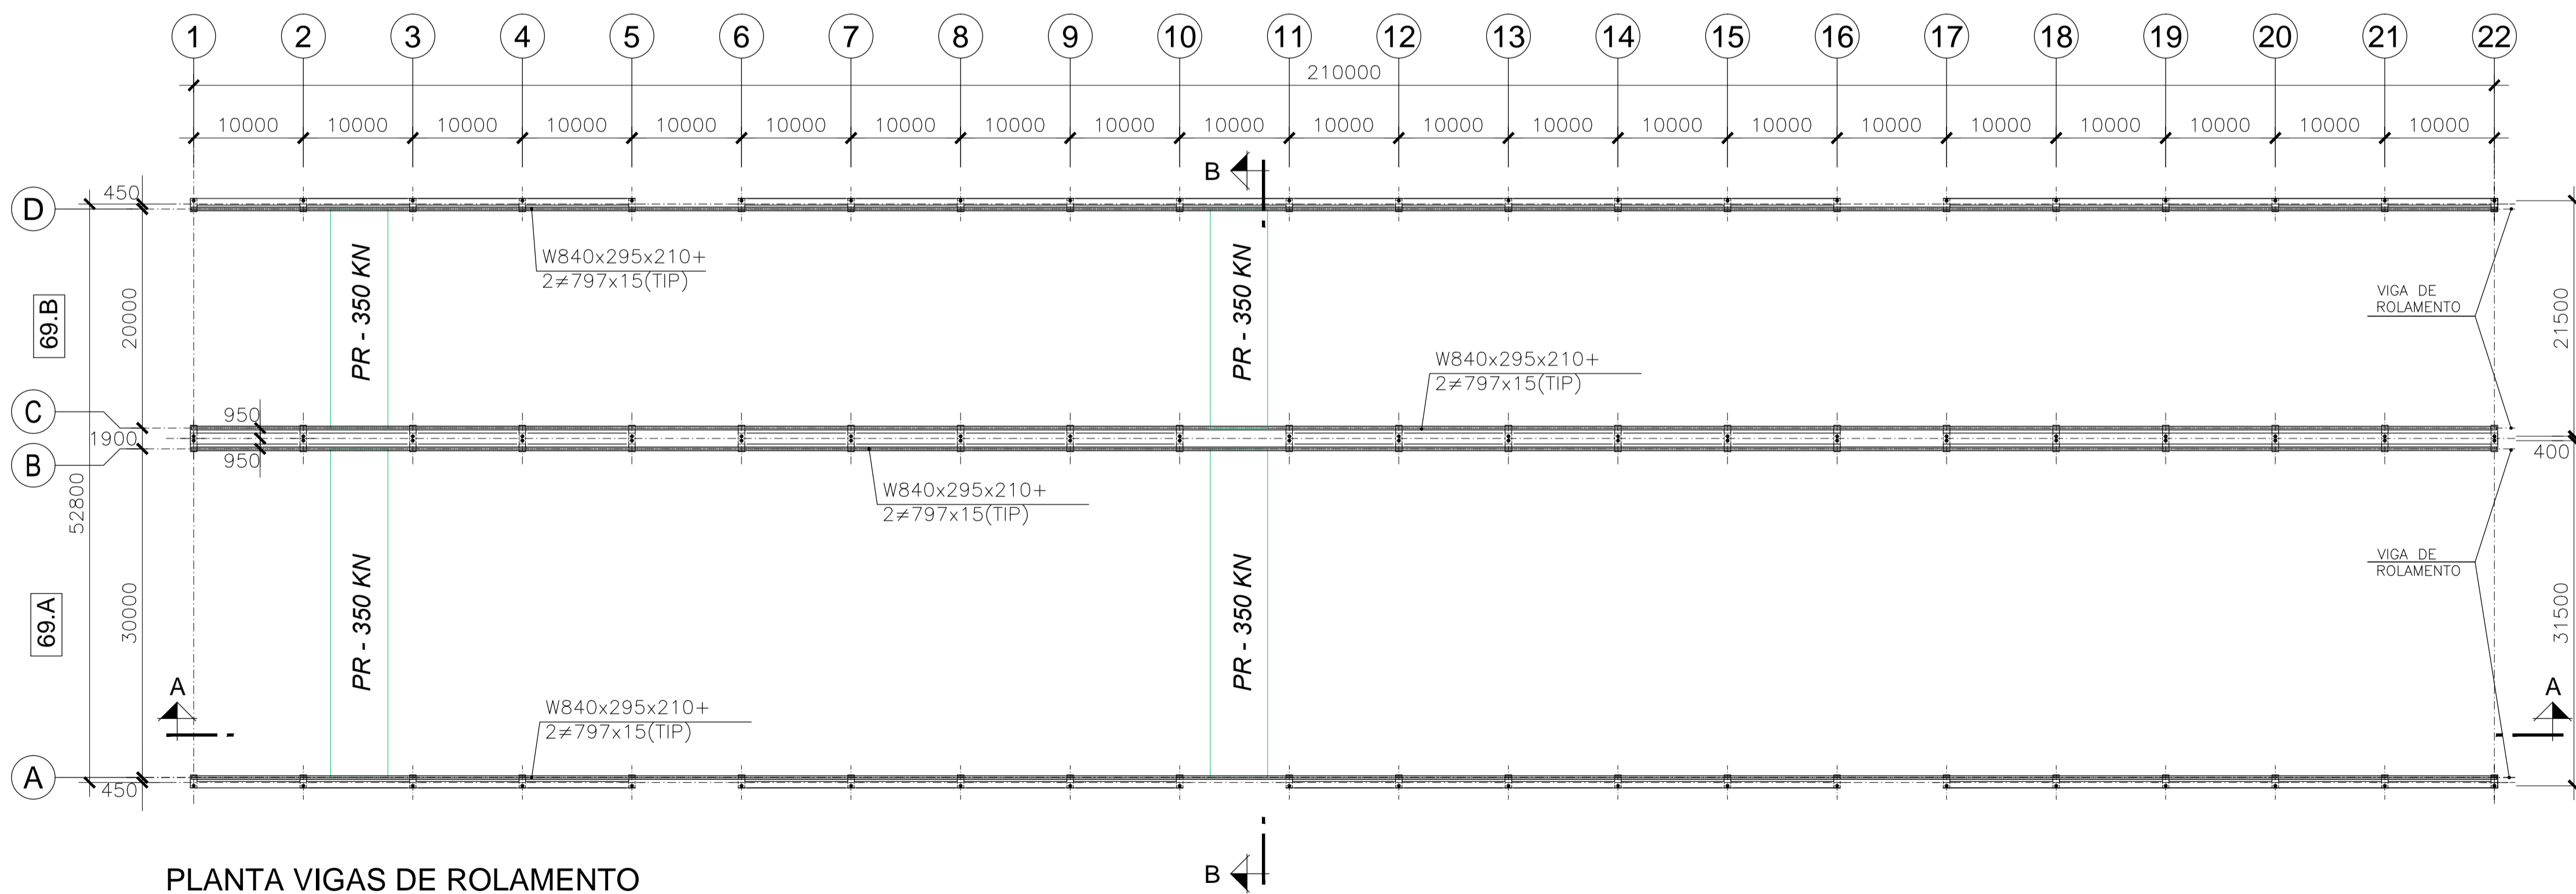 1 2 3 4 5 6 7 8 9 10 11 12 13 14 15 16 17 18 19 20 21 22
210000
10000 10000 10000 10000 10000 10000 10000 10000 10000 10000 10000 10000 10000 10000 10000 10000 10000 10000 10000 10000 10000
B
450
D
W840x295x210+
2≠797x15(TIP)
PR - 350 KN
PR - 350 KN
69.B
20000
VIGA DE
ROLAMENTO
21500
W840x295x210+
2≠797x15(TIP)
C
950
1900
B
950
400
52800
W840x295x210+
2≠797x15(TIP)
VIGA DE
ROLAMENTO
69.A
30000
PR - 350 KN
PR - 350 KN
31500
A
A
W840x295x210+
2≠797x15(TIP)
A
450
B
PLANTA VIGAS DE ROLAMENTO